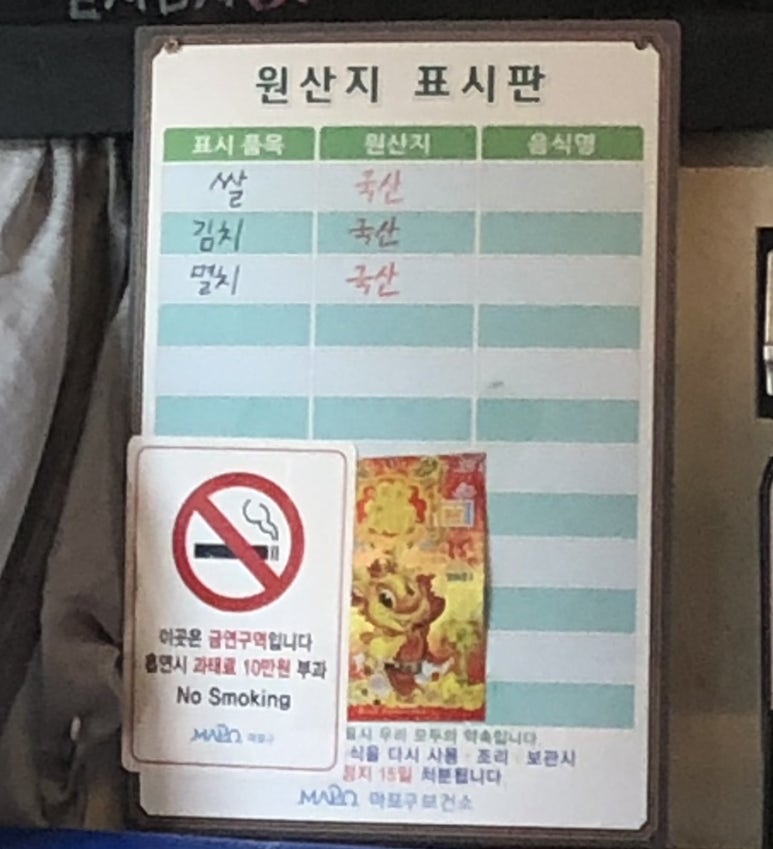 원산지 표시판
표시 품목 원산지 음식명
쌀 국산
김치 국산
멸치 국산
이곳은 금연구역입니다
흡연시 과태료 10만원 부과
No Smoking
MAPO 마포구
표시 우리 모두의 약속입니다.
식을 다시 사용·조리·보관시
정지 15일 처분됩니다.
MAPO 마포구보건소